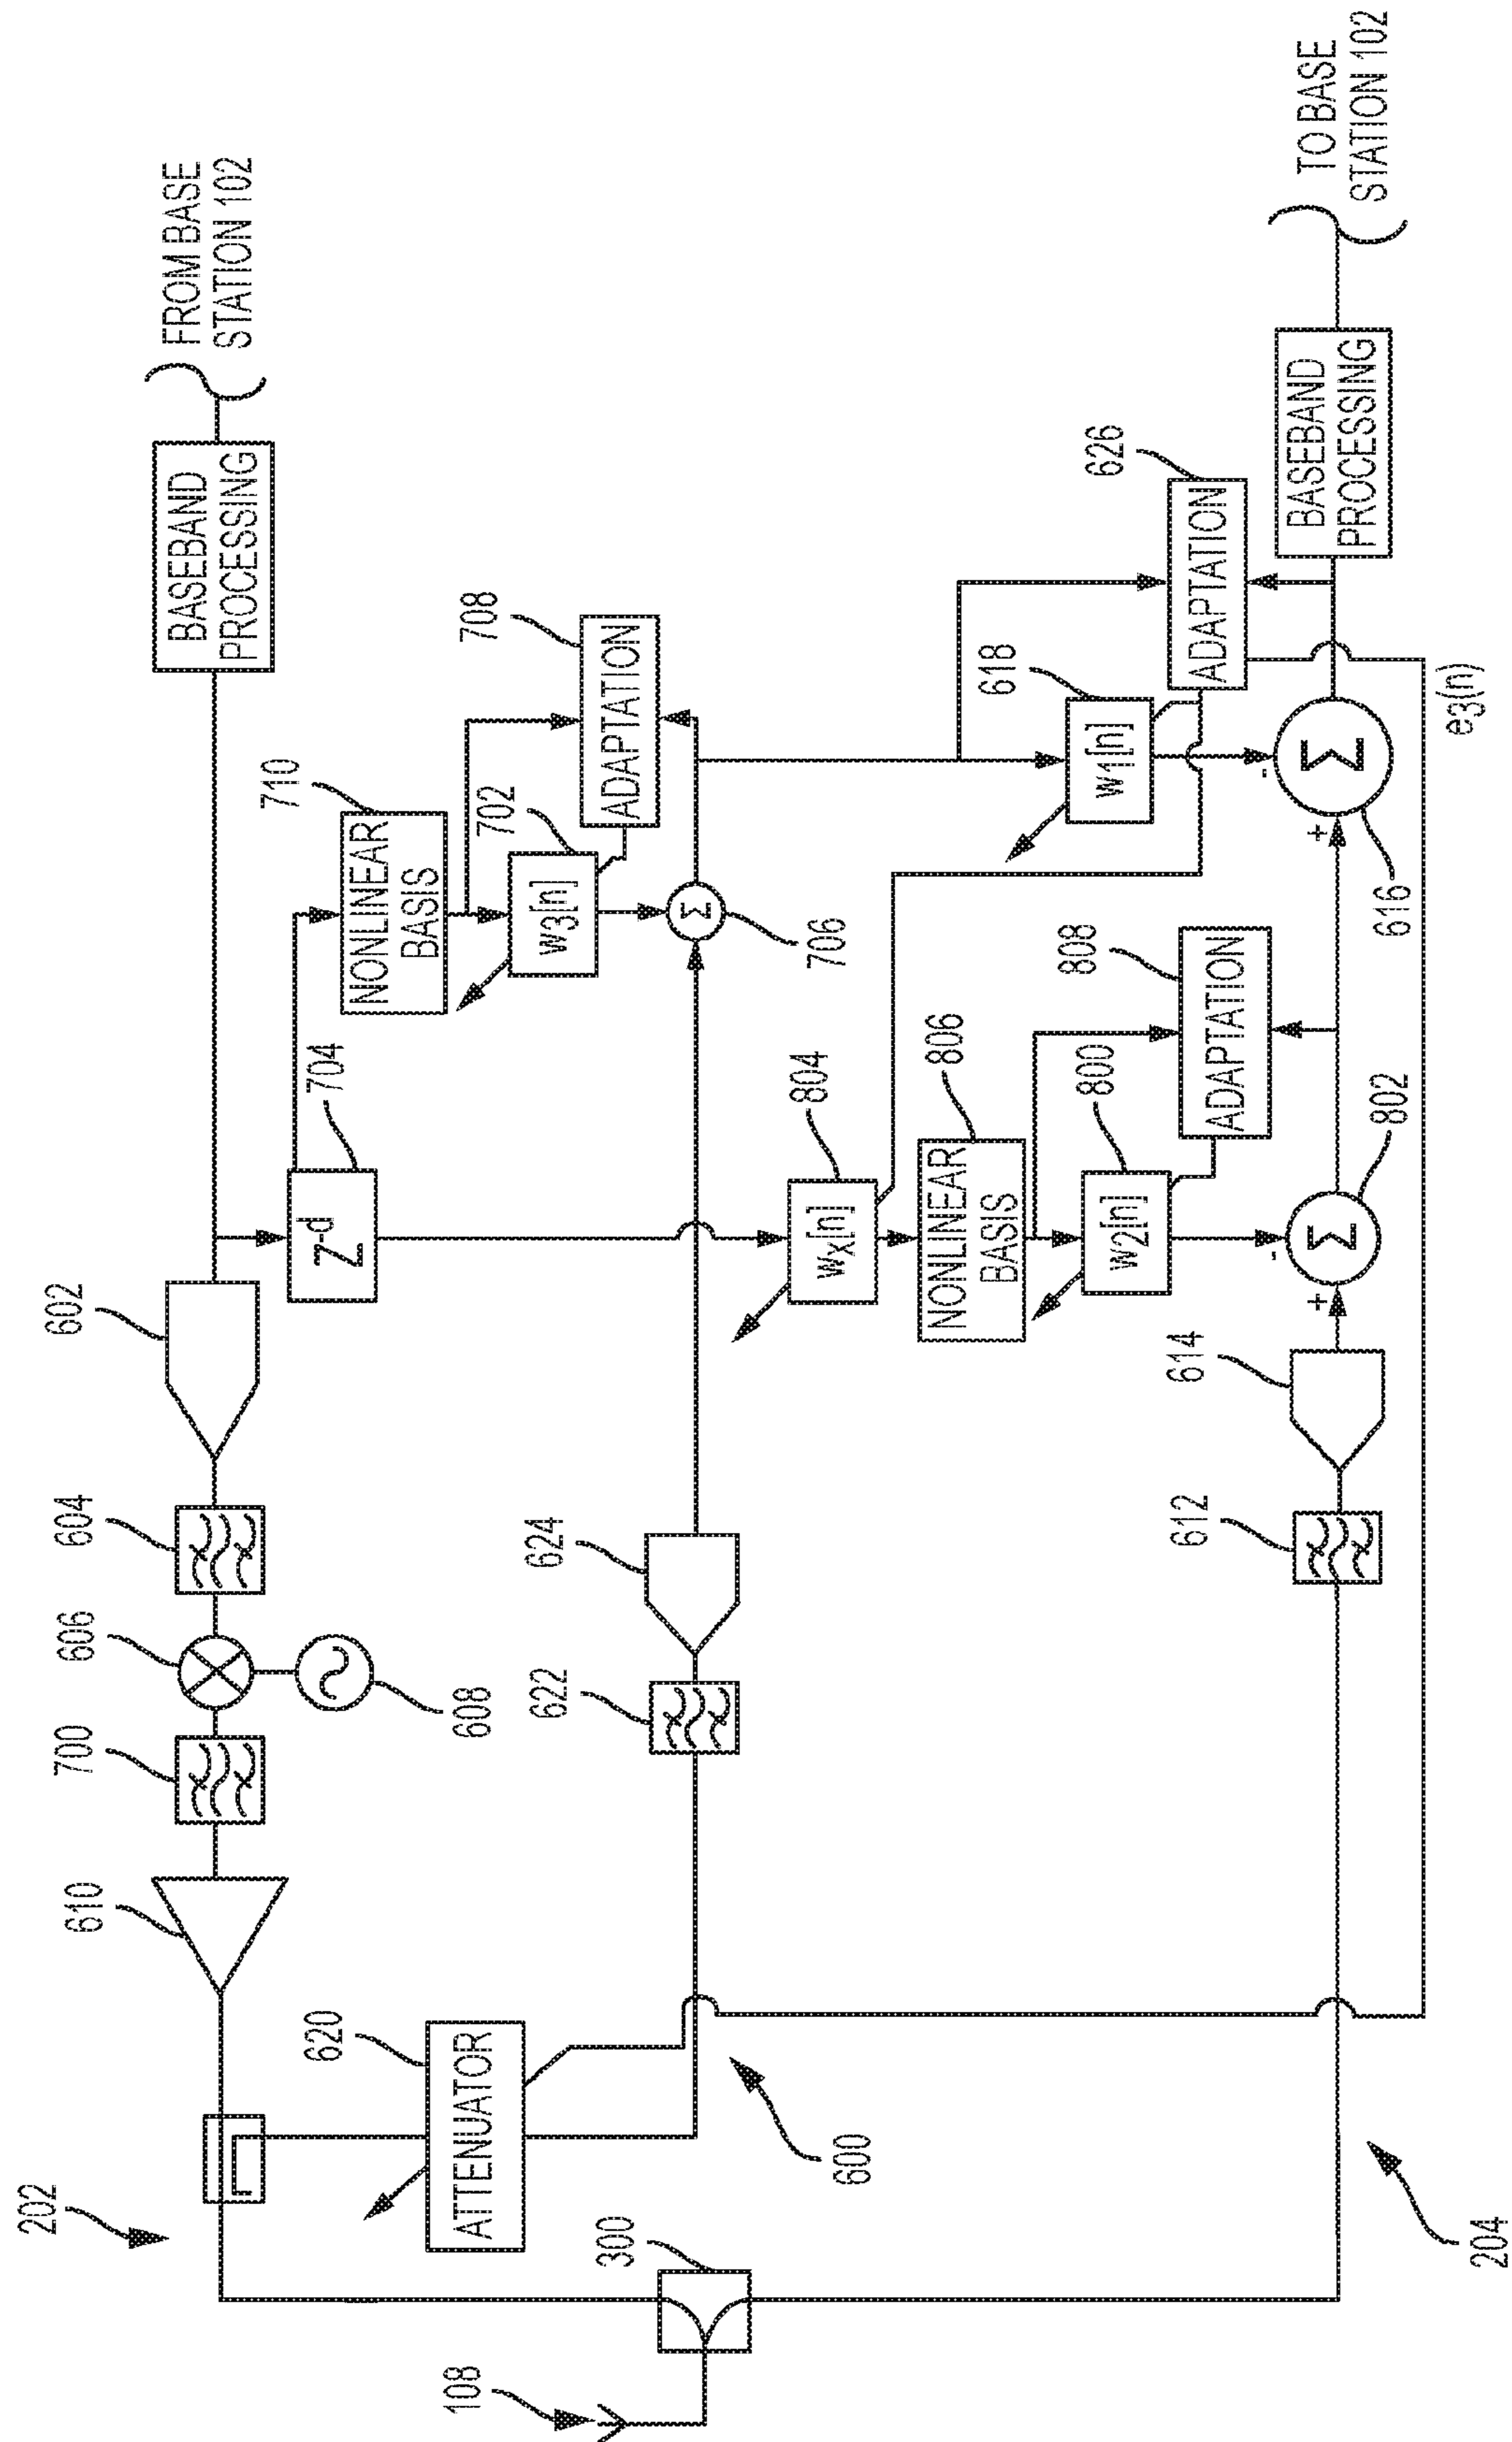 202
610
700
606
604
602
BASEBAND
PROCESSING
FROM BASE
STATION 102
608
620
ATTENUATOR
704
z-d
710
NONLINEAR
BASIS
702
w3[n]
708
ADAPTATION
300
108
600
622
624
Σ
706
804
wx[n]
806
NONLINEAR
BASIS
800
w2[n]
808
ADAPTATION
618
w1[n]
626
ADAPTATION
204
612
614
+
-
Σ
802
+
-
Σ
616
BASEBAND
PROCESSING
TO BASE
STATION 102
e3(n)